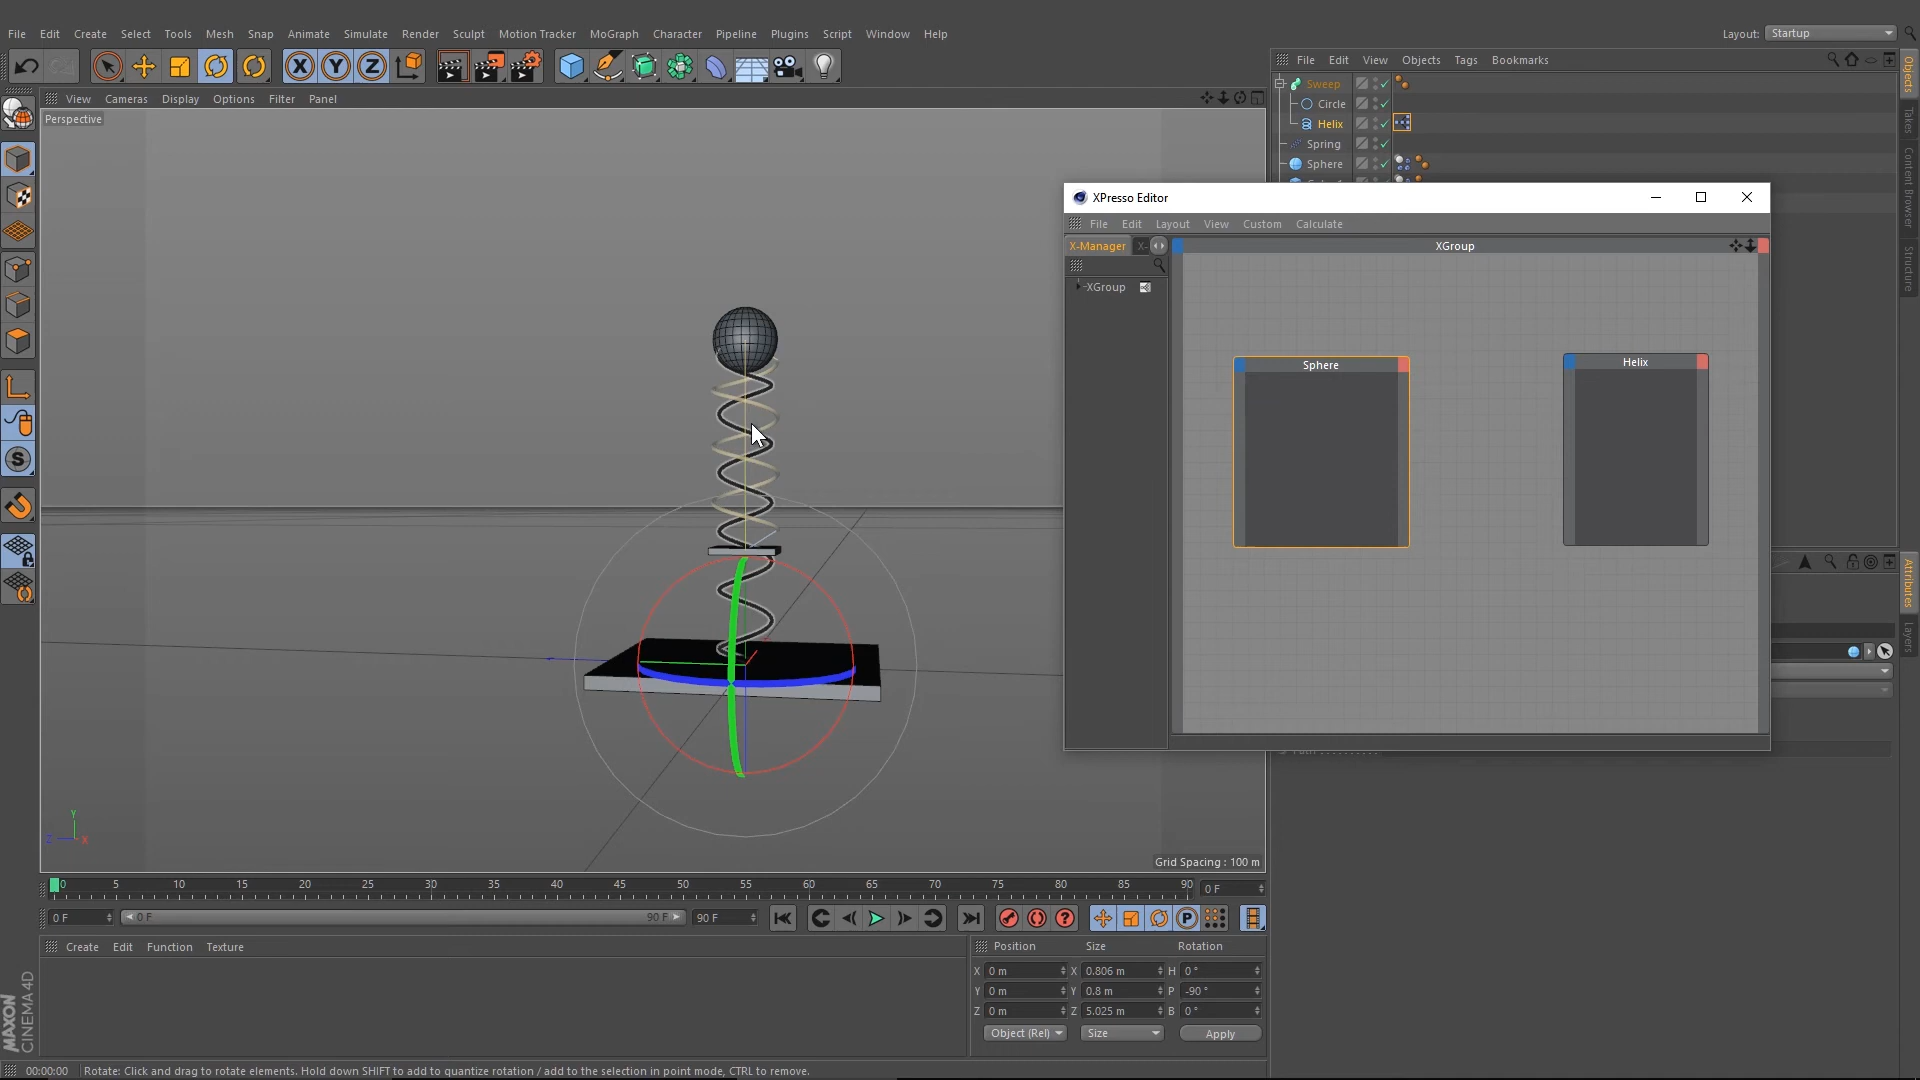 File Edit Create Select Tools Mesh Snap Animate Simulate Render Sculpt Motion Tracker MoGraph Character Pipeline Plugins Script Window Help
Layout: Startup
X Y Z
File Edit View Objects Tags Bookmarks
View Cameras Display Options Filter Panel
Perspective
Sweep
Circle
Helix
Spring
Sphere
Objects
Takes
Content Browser
Structure
XPresso Editor
File Edit Layout View Custom Calculate
X-Manager X-
XGroup
XGroup
Sphere
Helix
Attributes
Layers
Y
Z X
Grid Spacing : 100 m
0 5 10 15 20 25 30 35 40 45 50 55 60 65 70 75 80 85 90 0 F
0 F 0 F 90 F 90 F
P
Create Edit Function Texture
Position Size Rotation
X 0 m X 0.806 m H 0 °
Y 0 m Y 0.8 m P -90 °
Z 0 m Z 5.025 m B 0 °
Object (Rel) Size Apply
MAXON
CINEMA 4D
00:00:00 Rotate: Click and drag to rotate elements. Hold down SHIFT to add to quantize rotation / add to the selection in point mode, CTRL to remove.